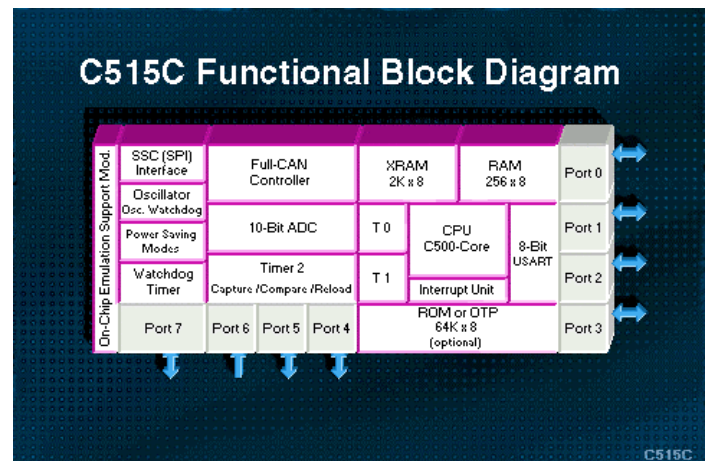 C515C Functional Block Diagram
On-Chip Emulation Support Mod.
SSC (SPI)
Interface
Oscillator
Osc. Watchdog
Power Saving
Modes
Watchdog
Timer
Full-CAN
Controller
10-Bit ADC
Timer 2
Capture /Compare /Reload
XRAM
2K x 8
RAM
256 x 8
T 0
T 1
CPU
C500-Core
Interrupt Unit
8-Bit
USART
ROM or OTP
64K x 8
(optional)
Port 0
Port 1
Port 2
Port 3
Port 7
Port 6
Port 5
Port 4
C515C